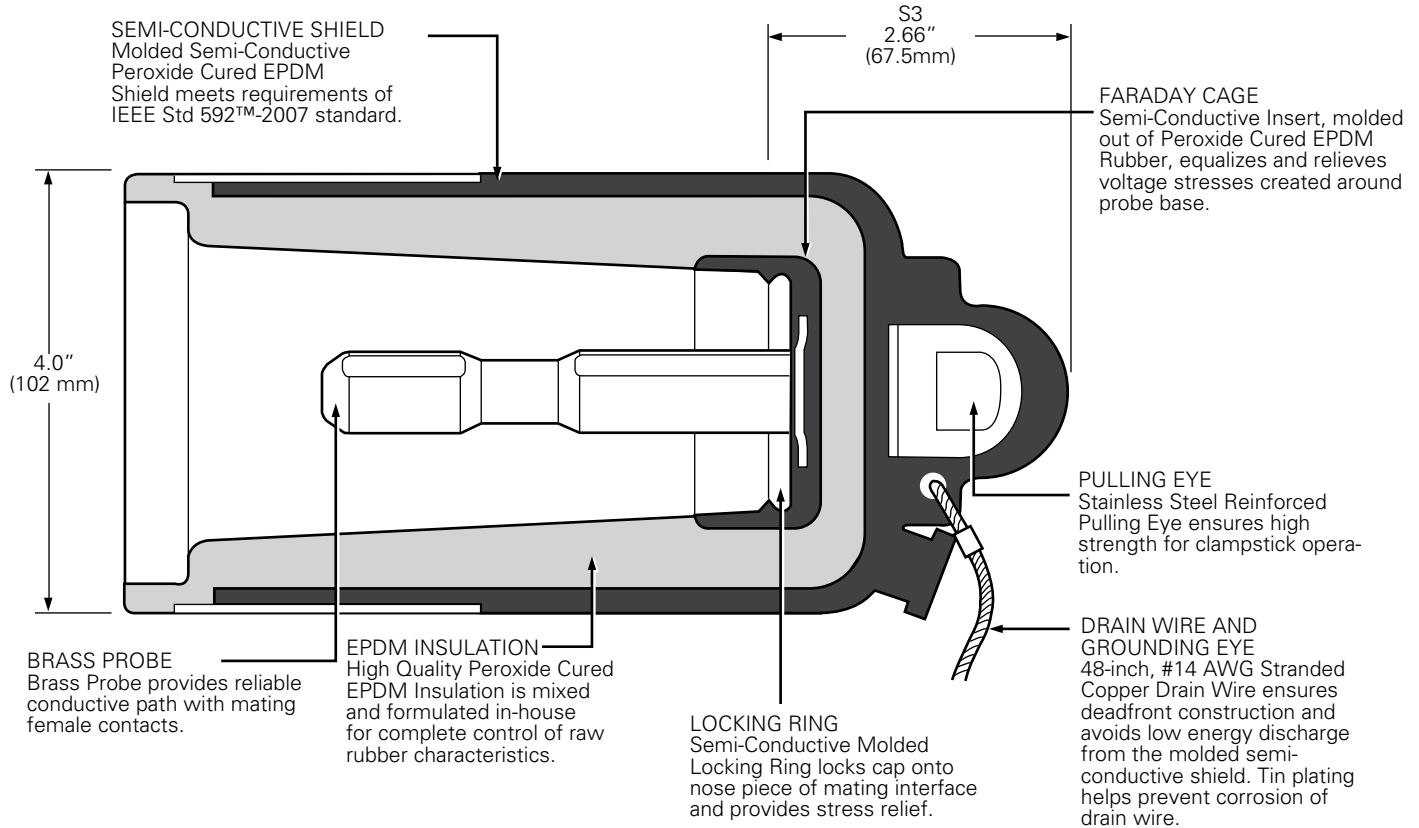 SEMI-CONDUCTIVE SHIELD
Molded Semi-Conductive
Peroxide Cured EPDM
Shield meets requirements of
IEEE Std 592™-2007 standard.
S3
2.66”
(67.5mm)
FARADAY CAGE
Semi-Conductive Insert, molded
out of Peroxide Cured EPDM
Rubber, equalizes and relieves
voltage stresses created around
probe base.
4.0”
(102 mm)
PULLING EYE
Stainless Steel Reinforced
Pulling Eye ensures high
strength for clampstick opera-
tion.
BRASS PROBE
Brass Probe provides reliable
conductive path with mating
female contacts.
EPDM INSULATION
High Quality Peroxide Cured
EPDM Insulation is mixed
and formulated in-house
for complete control of raw
rubber characteristics.
LOCKING RING
Semi-Conductive Molded
Locking Ring locks cap onto
nose piece of mating interface
and provides stress relief.
DRAIN WIRE AND
GROUNDING EYE
48-inch, #14 AWG Stranded
Copper Drain Wire ensures
deadfront construction and
avoids low energy discharge
from the molded semi-
conductive shield. Tin plating
helps prevent corrosion of
drain wire.